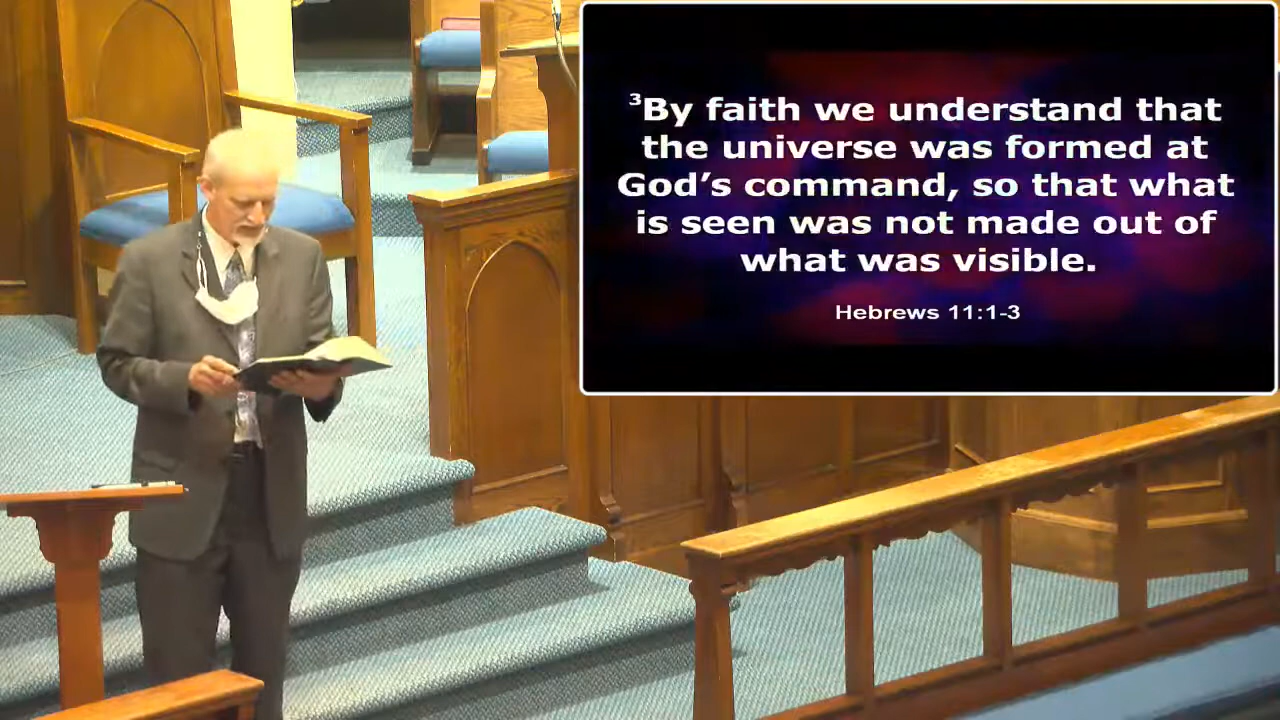 ³By faith we understand that
the universe was formed at
God’s command, so that what
is seen was not made out of
what was visible.
Hebrews 11:1-3